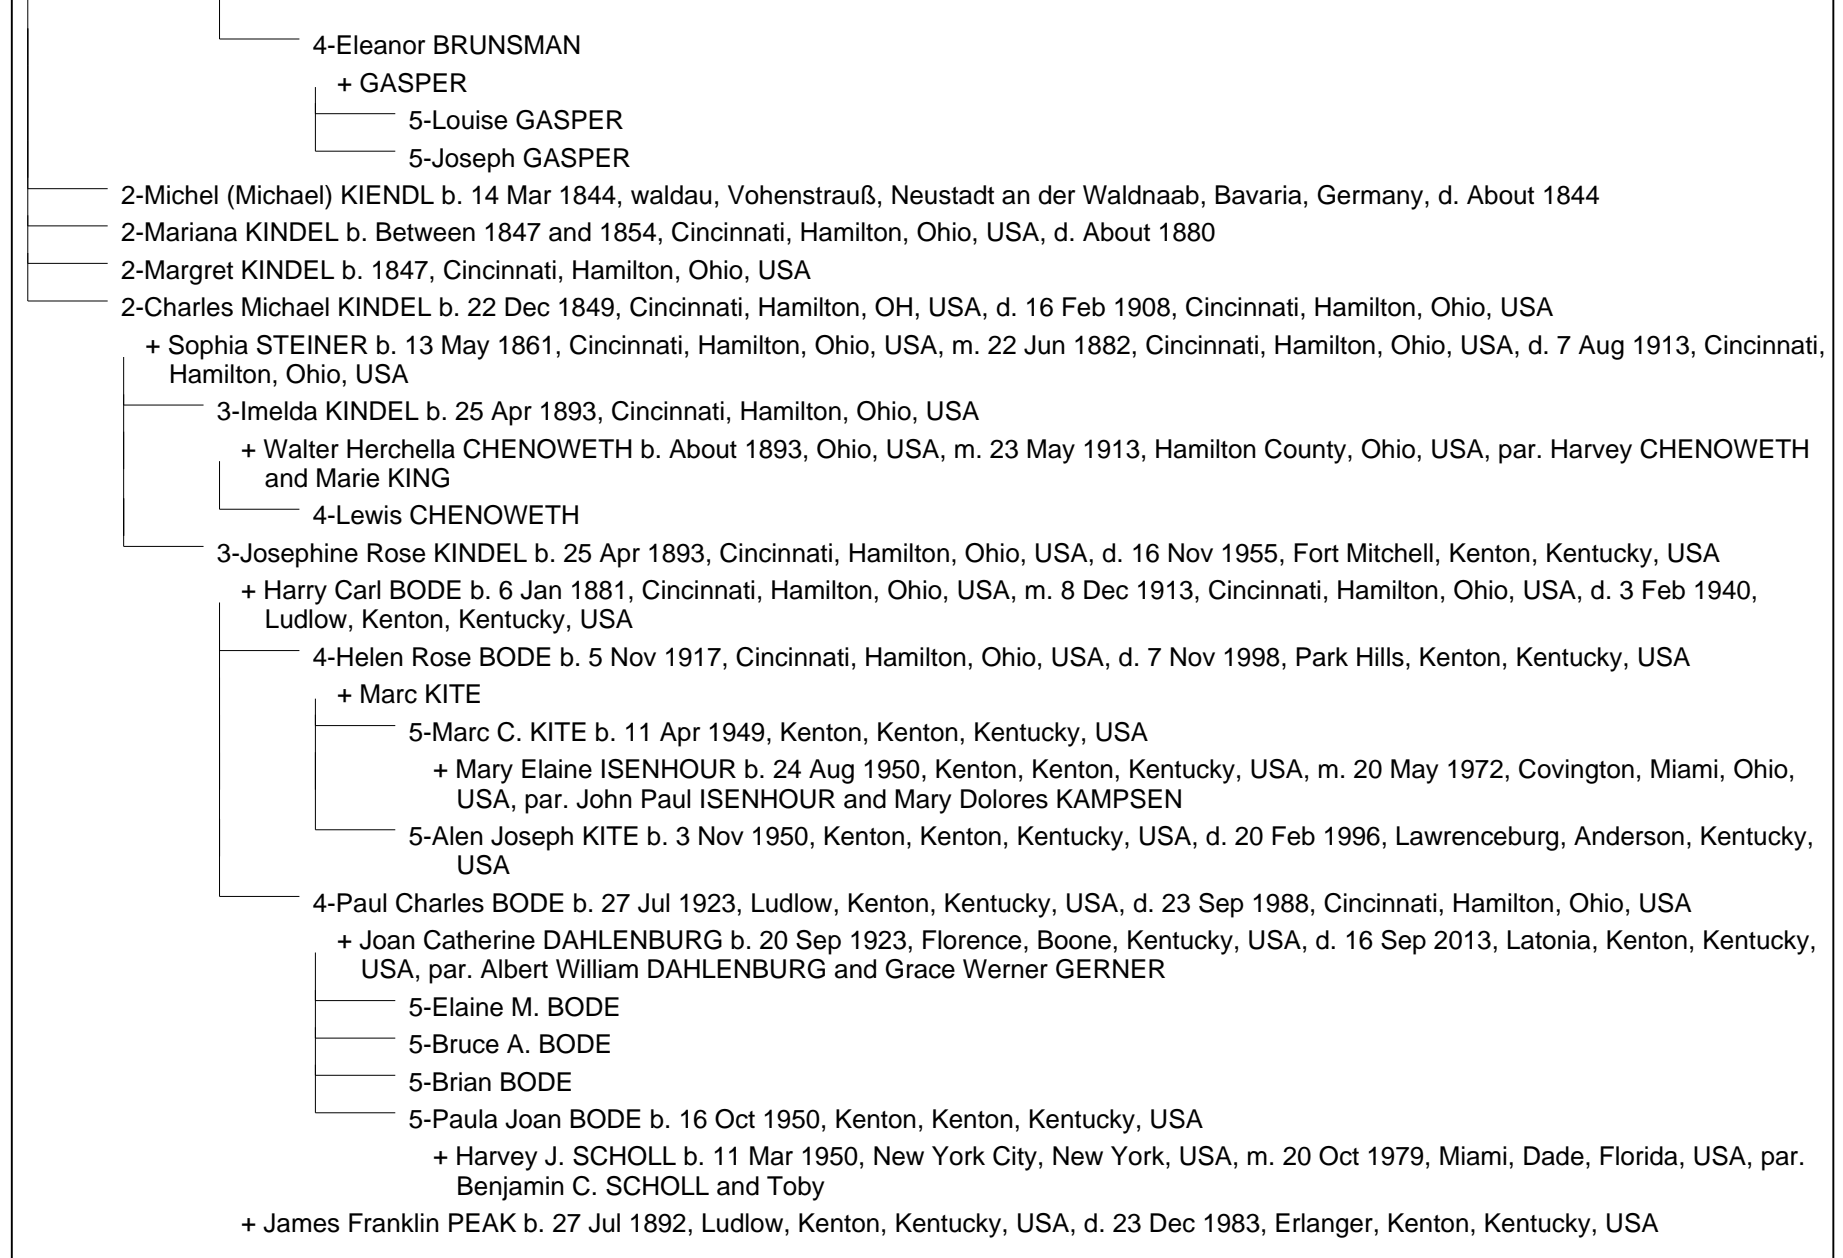 4-Eleanor BRUNSMAN
+ GASPER
5-Louise GASPER
5-Joseph GASPER
2-Michel (Michael) KIENDL b. 14 Mar 1844, waldau, Vohenstrauß, Neustadt an der Waldnaab, Bavaria, Germany, d. About 1844
2-Mariana KINDEL b. Between 1847 and 1854, Cincinnati, Hamilton, Ohio, USA, d. About 1880
2-Margret KINDEL b. 1847, Cincinnati, Hamilton, Ohio, USA
2-Charles Michael KINDEL b. 22 Dec 1849, Cincinnati, Hamilton, OH, USA, d. 16 Feb 1908, Cincinnati, Hamilton, Ohio, USA
+ Sophia STEINER b. 13 May 1861, Cincinnati, Hamilton, Ohio, USA, m. 22 Jun 1882, Cincinnati, Hamilton, Ohio, USA, d. 7 Aug 1913, Cincinnati,
Hamilton, Ohio, USA
3-Imelda KINDEL b. 25 Apr 1893, Cincinnati, Hamilton, Ohio, USA
+ Walter Herchella CHENOWETH b. About 1893, Ohio, USA, m. 23 May 1913, Hamilton County, Ohio, USA, par. Harvey CHENOWETH
and Marie KING
4-Lewis CHENOWETH
3-Josephine Rose KINDEL b. 25 Apr 1893, Cincinnati, Hamilton, Ohio, USA, d. 16 Nov 1955, Fort Mitchell, Kenton, Kentucky, USA
+ Harry Carl BODE b. 6 Jan 1881, Cincinnati, Hamilton, Ohio, USA, m. 8 Dec 1913, Cincinnati, Hamilton, Ohio, USA, d. 3 Feb 1940,
Ludlow, Kenton, Kentucky, USA
4-Helen Rose BODE b. 5 Nov 1917, Cincinnati, Hamilton, Ohio, USA, d. 7 Nov 1998, Park Hills, Kenton, Kentucky, USA
+ Marc KITE
5-Marc C. KITE b. 11 Apr 1949, Kenton, Kenton, Kentucky, USA
+ Mary Elaine ISENHOUR b. 24 Aug 1950, Kenton, Kenton, Kentucky, USA, m. 20 May 1972, Covington, Miami, Ohio,
USA, par. John Paul ISENHOUR and Mary Dolores KAMPSEN
5-Alen Joseph KITE b. 3 Nov 1950, Kenton, Kenton, Kentucky, USA, d. 20 Feb 1996, Lawrenceburg, Anderson, Kentucky,
USA
4-Paul Charles BODE b. 27 Jul 1923, Ludlow, Kenton, Kentucky, USA, d. 23 Sep 1988, Cincinnati, Hamilton, Ohio, USA
+ Joan Catherine DAHLENBURG b. 20 Sep 1923, Florence, Boone, Kentucky, USA, d. 16 Sep 2013, Latonia, Kenton, Kentucky,
USA, par. Albert William DAHLENBURG and Grace Werner GERNER
5-Elaine M. BODE
5-Bruce A. BODE
5-Brian BODE
5-Paula Joan BODE b. 16 Oct 1950, Kenton, Kenton, Kentucky, USA
+ Harvey J. SCHOLL b. 11 Mar 1950, New York City, New York, USA, m. 20 Oct 1979, Miami, Dade, Florida, USA, par.
Benjamin C. SCHOLL and Toby
+ James Franklin PEAK b. 27 Jul 1892, Ludlow, Kenton, Kentucky, USA, d. 23 Dec 1983, Erlanger, Kenton, Kentucky, USA